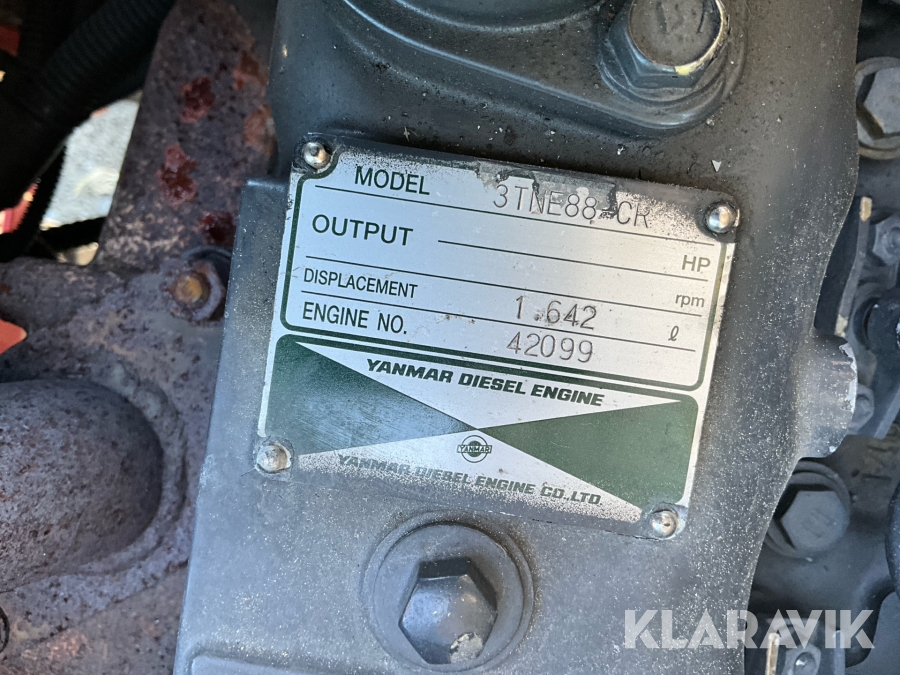 MODEL 3TNE88-CR
OUTPUT HP
rpm
DISPLACEMENT 1.642 ℓ
ENGINE NO. 42099
YANMAR DIESEL ENGINE
YANMAR
YANMAR DIESEL ENGINE CO.,LTD.
KLARAVIK